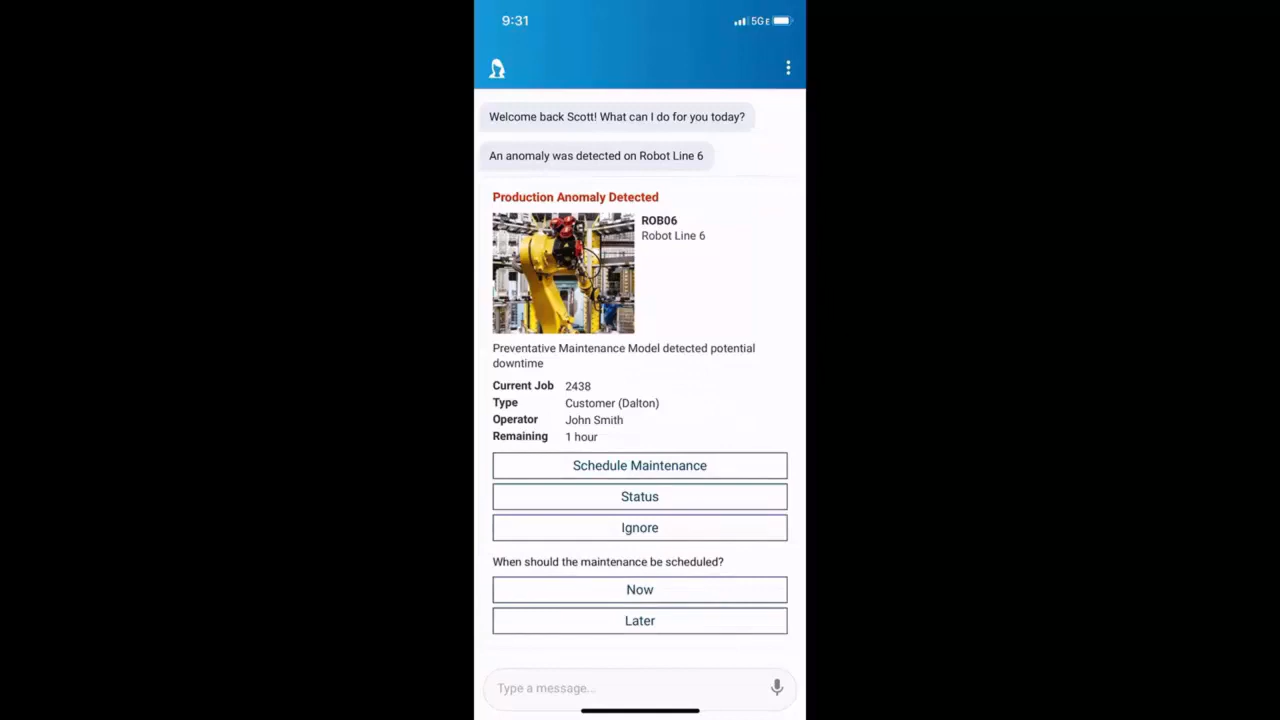 9:31
5GE
Welcome back Scott! What can I do for you today?
An anomaly was detected on Robot Line 6
Production Anomaly Detected
ROB06
Robot Line 6
Preventative Maintenance Model detected potential
downtime
Current Job 2438
Type Customer (Dalton)
Operator John Smith
Remaining 1 hour
Schedule Maintenance
Status
Ignore
When should the maintenance be scheduled?
Now
Later
Type a message...